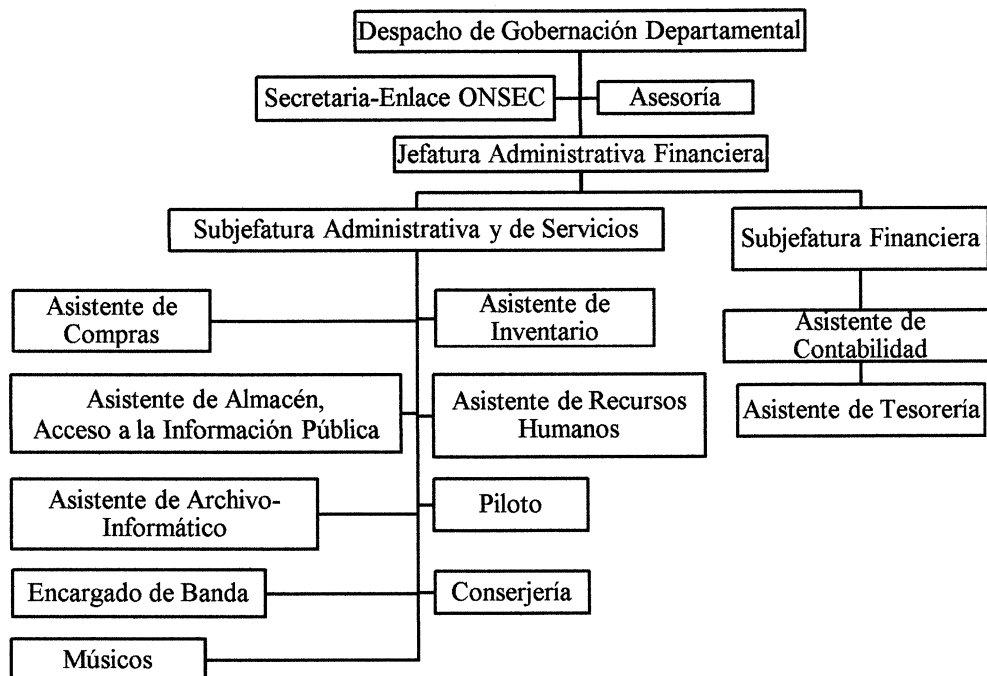 Despacho de Gobernación Departamental
Secretaria-Enlace ONSEC
Asesoría
Jefatura Administrativa Financiera
Subjefatura Administrativa y de Servicios
Subjefatura Financiera
Asistente de
Compras
Asistente de
Inventario
Asistente de
Contabilidad
Asistente de Almacén,
Acceso a la Información Pública
Asistente de Recursos
Humanos
Asistente de Tesorería
Asistente de Archivo-
Informático
Piloto
Encargado de Banda
Conserjería
Músicos